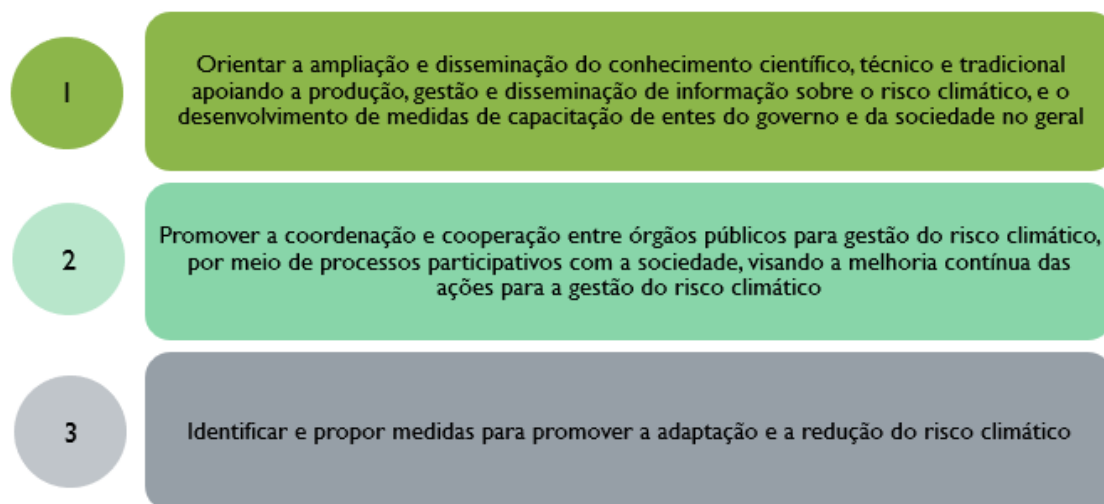 1
Orientar a ampliação e disseminação do conhecimento científico, técnico e tradicional
apoiando a produção, gestão e disseminação de informação sobre o risco climático, e o
desenvolvimento de medidas de capacitação de entes do governo e da sociedade no geral
2
Promover a coordenação e cooperação entre órgãos públicos para gestão do risco climático,
por meio de processos participativos com a sociedade, visando a melhoria contínua das
ações para a gestão do risco climático
3
Identificar e propor medidas para promover a adaptação e a redução do risco climático